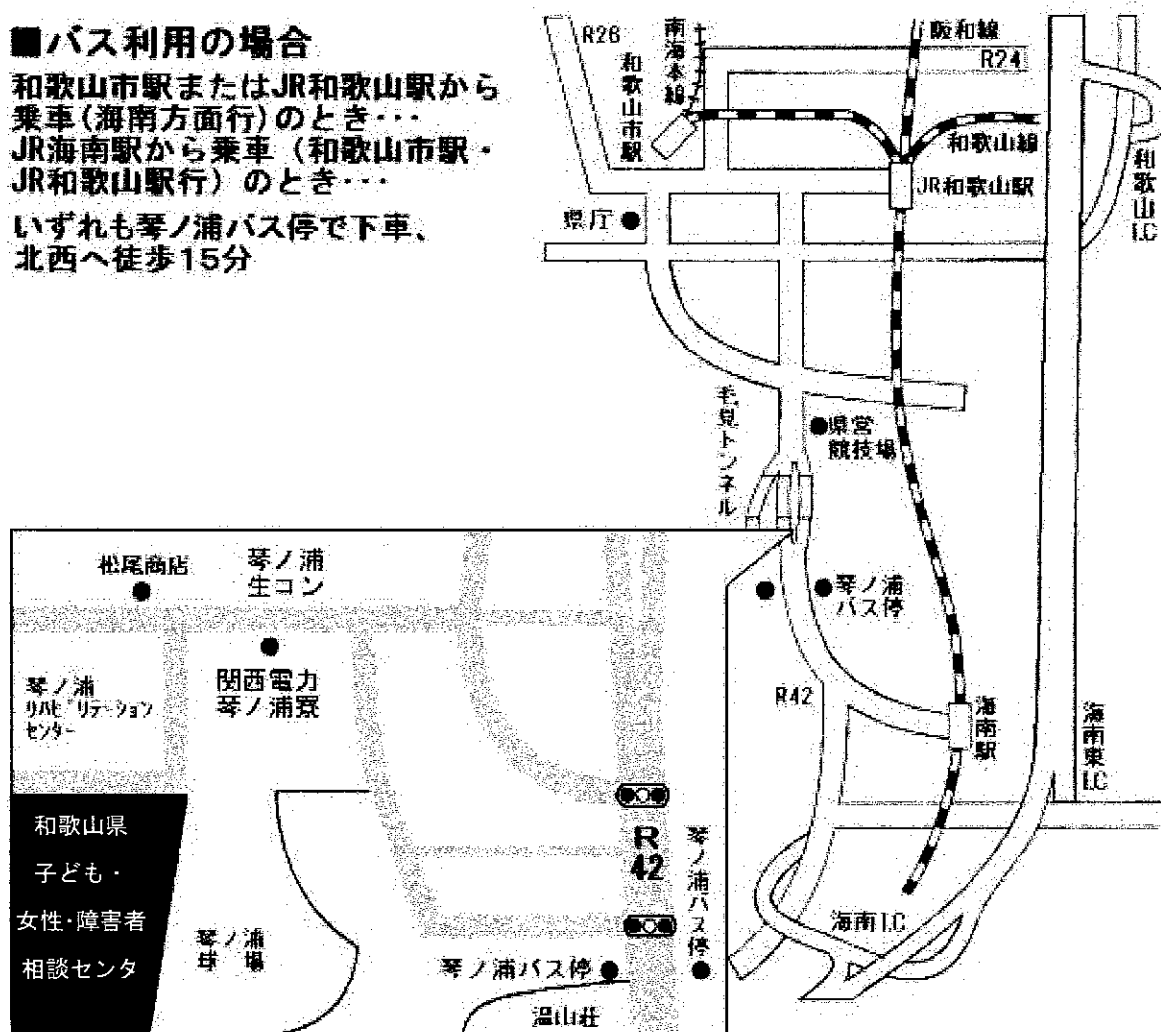 ■バス利用の場合
和歌山市駅またはJR和歌山駅から
乗車(海南方面行)のとき･･･
JR海南駅から乗車（和歌山市駅・
JR和歌山駅行）のとき･･･
いずれも琴ノ浦バス停で下車、
北西へ徒歩15分
R26
和歌山市駅
南海本線
阪和線
R24
和歌山線
JR和歌山駅
和歌山I.C
県庁
毛見トンネル
県営
競技場
琴ノ浦
バス停
R42
海南駅
海南東I.C
海南I.C
松尾商店
琴ノ浦
生コン
琴ノ浦
リハビリテーション
センター
関西電力
琴ノ浦寮
和歌山県
子ども・
女性・障害者
相談センタ
琴ノ浦
球場
R
42
琴ノ浦バス停
琴ノ浦バス停
温山荘